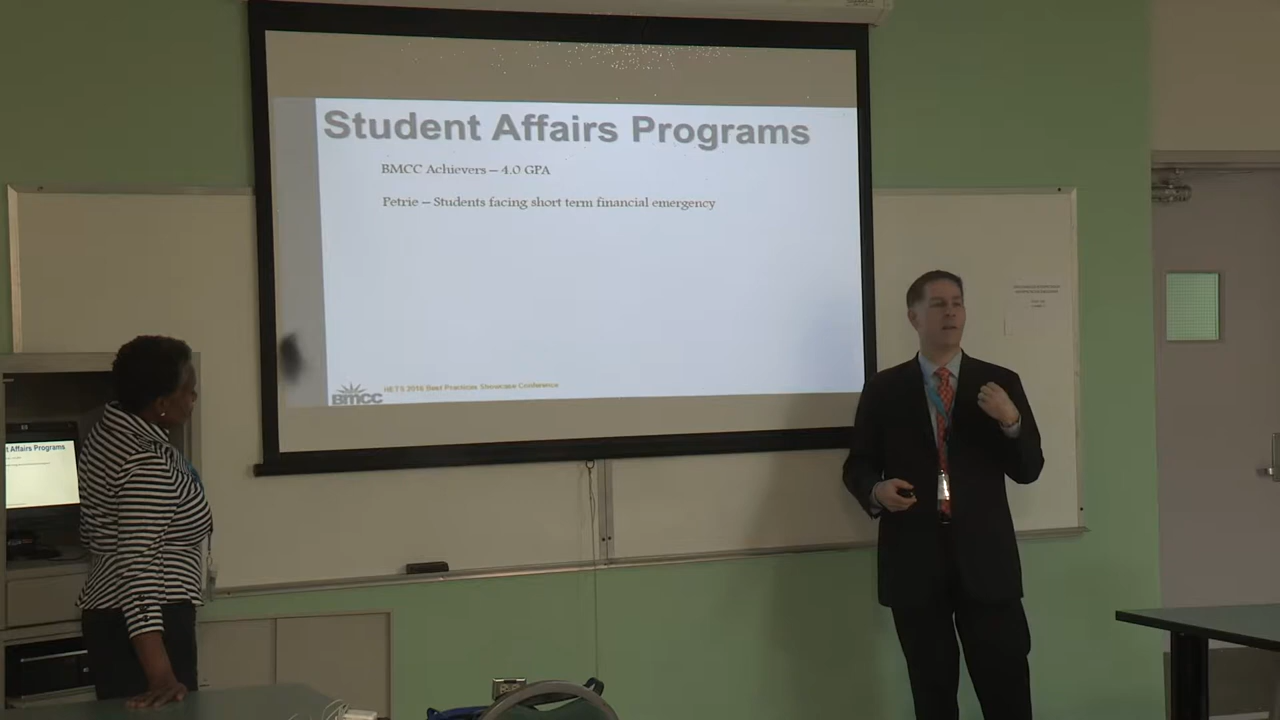 Student Affairs Programs
BMCC Achievers – 4.0 GPA
Petrie – Students facing short term financial emergency
BMCC
HETS 2016 Best Practices Showcase Conference
t Affairs Programs